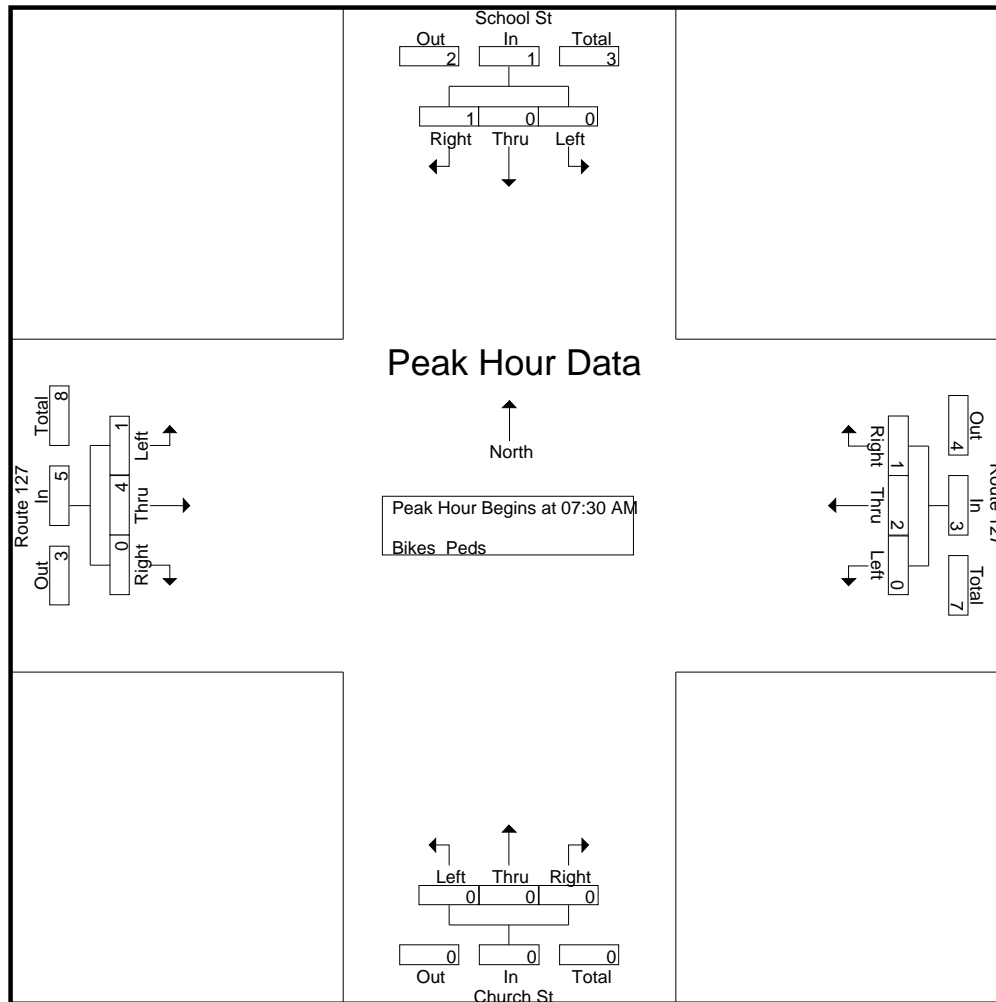 School St
Out In Total
2 1 3
1 0 0
Right Thru Left
Peak Hour Data
North
Peak Hour Begins at 07:30 AM
Bikes Peds
Route 127
Total In Out
8 5 3
1 4 0
Left Thru Right
Right Thru Left
1 2 0
4 3 7
Out In Total
Route 127
Left Thru Right
0 0 0
0 0 0
Out In Total
Church St